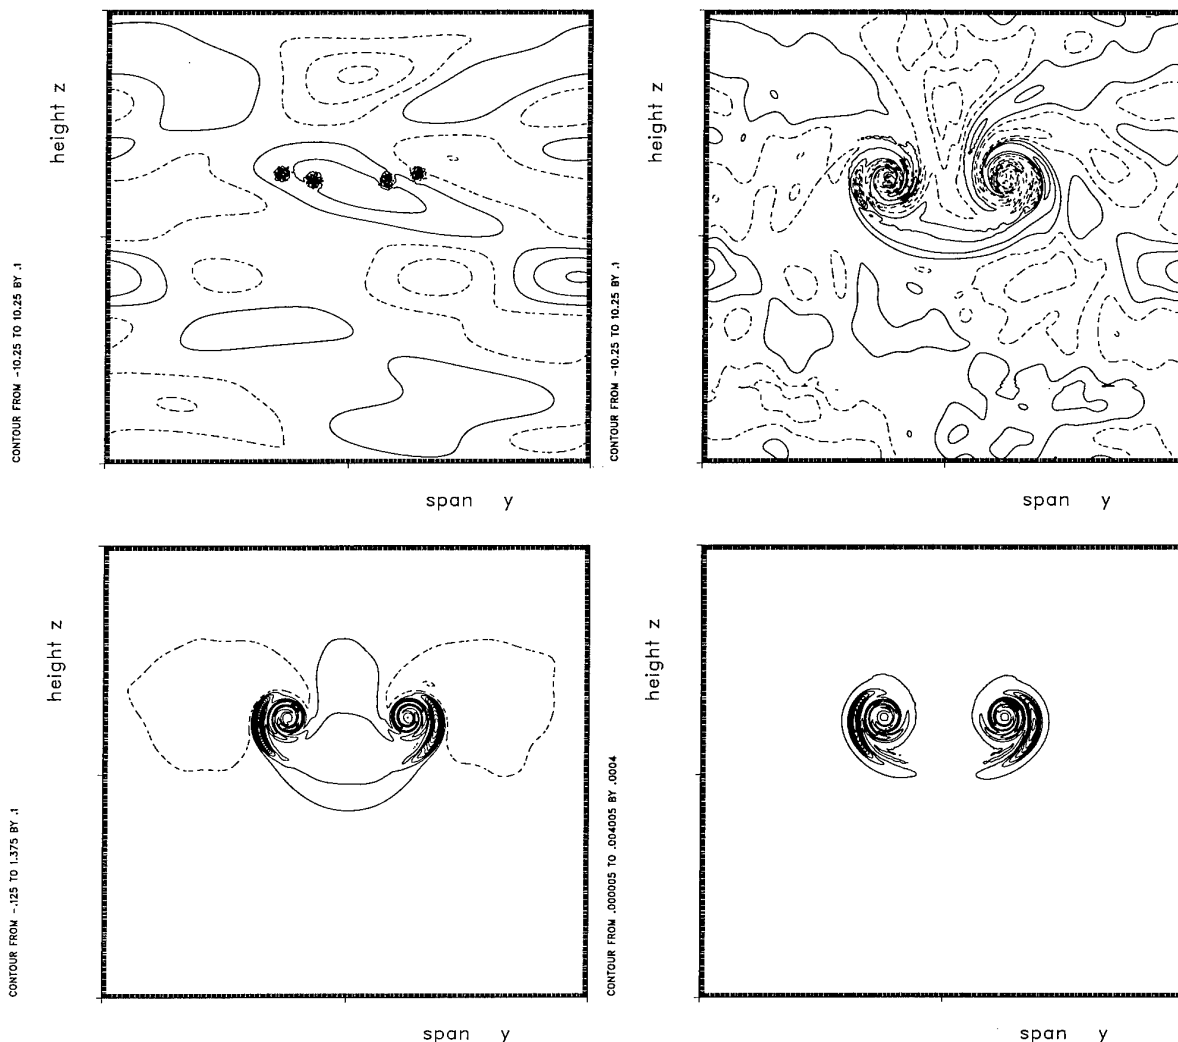 height z
CONTOUR FROM -10.25 TO 10.25 BY .1
span y
height z
CONTOUR FROM -10.25 TO 10.25 BY .1
span y
height z
CONTOUR FROM -.125 TO 1.375 BY .1
span y
height z
CONTOUR FROM .000005 TO .004005 BY .0004
span y